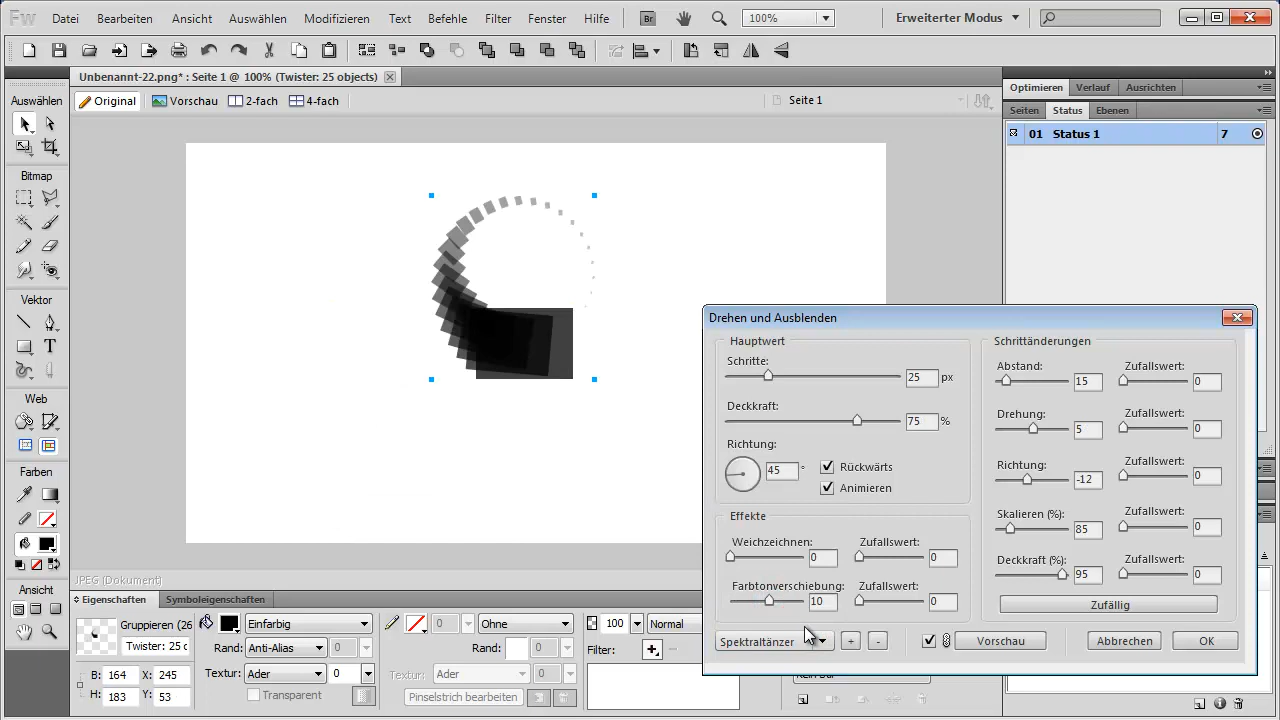 Fw Datei Bearbeiten Ansicht Auswählen Modifizieren Text Befehle Filter Fenster Hilfe Br 100% Erweiterter Modus
Unbenannt-22.png* : Seite 1 @ 100% (Twister: 25 objects)
Original Vorschau 2-fach 4-fach Seite 1
Auswählen
Bitmap
Vektor
Web
Farben
Ansicht
Optimieren Verlauf Ausrichten
Seiten Status Ebenen
01 Status 1 7
Drehen und Ausblenden
Hauptwert
Schritte:
25 px
Deckkraft:
75 %
Richtung:
45 °
Rückwärts
Animieren
Effekte
Weichzeichnen: Zufallswert:
0 0
Farbtonverschiebung: Zufallswert:
10 0
Schrittänderungen
Abstand: Zufallswert:
15 0
Drehung: Zufallswert:
5 0
Richtung: Zufallswert:
-12 0
Skalieren (%): Zufallswert:
85 0
Deckkraft (%): Zufallswert:
95 0
Zufällig
Spektraltänzer + - Vorschau Abbrechen OK
JPEG (Dokument)
Eigenschaften Symboleigenschaften
Gruppieren (26 Einfarbig Ohne 100 Normal
Twister: 25 o Rand: Anti-Alias 0 0 Rand: Filter:
B: 164 X: 245 Textur: Ader 0 Textur: Ader 0
H: 183 Y: 53 Transparent Pinselstrich bearbeiten